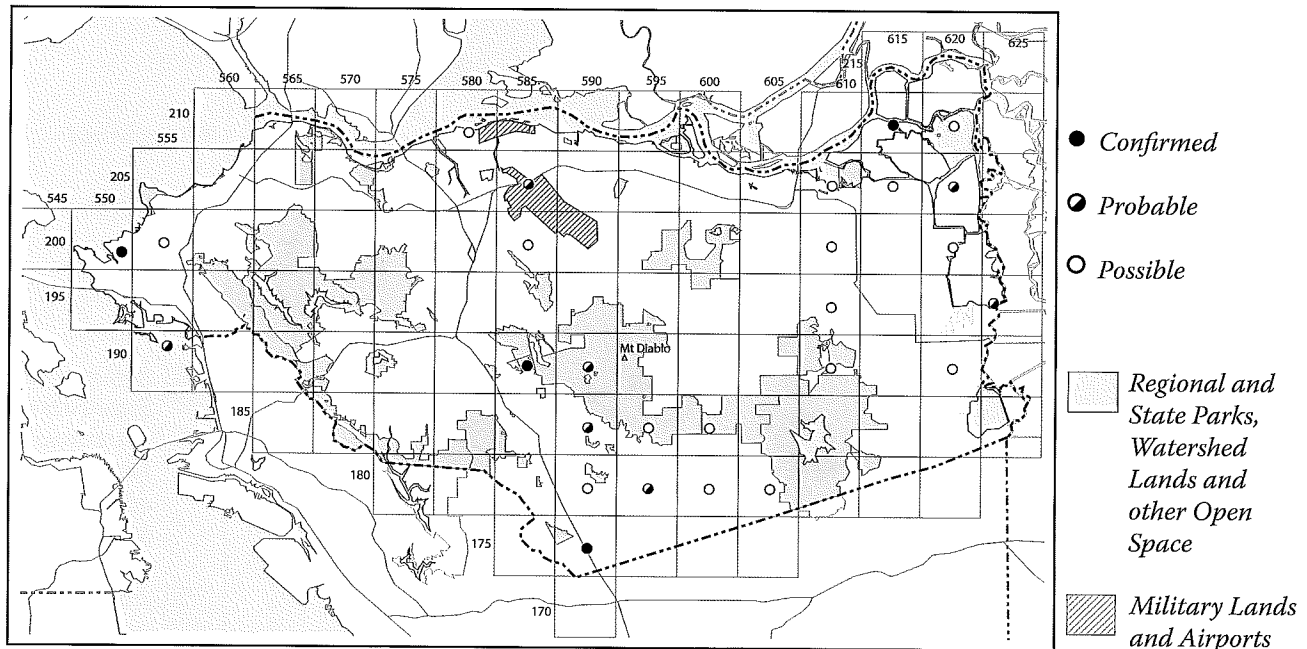 615 620 625
560 565 570 575 580 585 590 595 600 605 610 215
210
555
205
545 550
200
195
190
185
180
175
170
Mt Diablo
Confirmed
Probable
Possible
Regional and
State Parks,
Watershed
Lands and
other Open
Space
Military Lands
and Airports